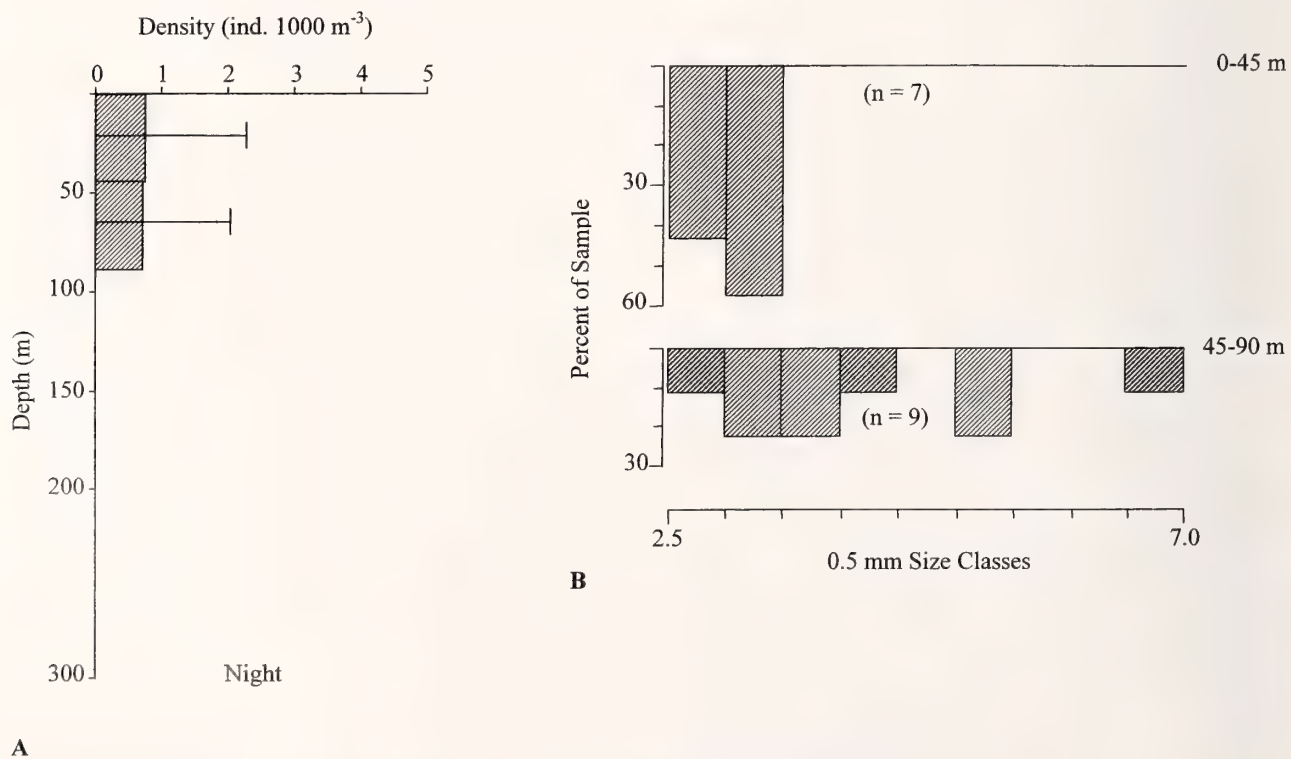 Density (ind. 1000 m⁻³)
0 1 2 3 4 5
50
100
150
200
300
Depth (m)
Night
A
0-45 m
(n = 7)
30
60
Percent of Sample
45-90 m
(n = 9)
30
2.5 7.0
0.5 mm Size Classes
B